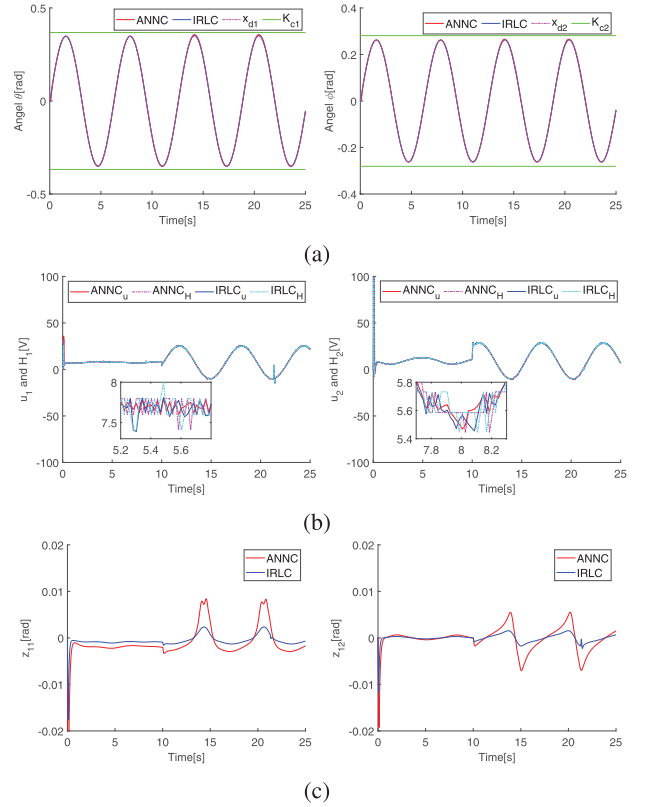 ANNC IRLC x_d1 K_c1
0.5
0
-0.5
Angel θ[rad]
0 5 10 15 20 25
Time[s]
ANNC IRLC x_d2 K_c2
0.4
0.2
0
-0.2
-0.4
Angel ϕ[rad]
0 5 10 15 20 25
Time[s]
(a)
ANNC_u ANNC_H IRLC_u IRLC_H
100
50
0
-50
-100
u_1 and H_1[V]
8
7.5
5.2 5.4 5.6
0 5 10 15 20 25
Time[s]
ANNC_u ANNC_H IRLC_u IRLC_H
100
50
0
-50
-100
u_2 and H_2[V]
5.8
5.6
5.4
7.8 8 8.2
0 5 10 15 20 25
Time[s]
(b)
ANNC
IRLC
0.02
0.01
0
-0.01
-0.02
z_11[rad]
0 5 10 15 20 25
Time[s]
ANNC
IRLC
0.02
0.01
0
-0.01
-0.02
z_12[rad]
0 5 10 15 20 25
Time[s]
(c)